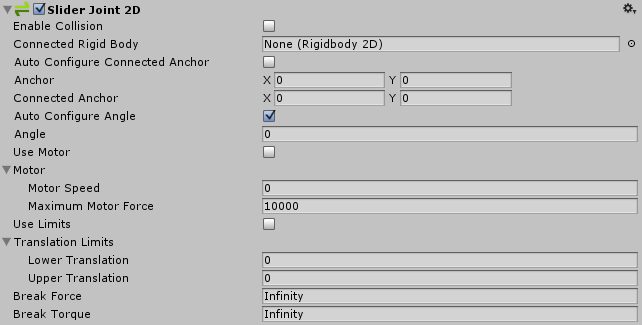 Slider Joint 2D
Enable Collision
Connected Rigid Body None (Rigidbody 2D)
Auto Configure Connected Anchor
Anchor X 0 Y 0
Connected Anchor X 0 Y 0
Auto Configure Angle
Angle 0
Use Motor
Motor
Motor Speed 0
Maximum Motor Force 10000
Use Limits
Translation Limits
Lower Translation 0
Upper Translation 0
Break Force Infinity
Break Torque Infinity